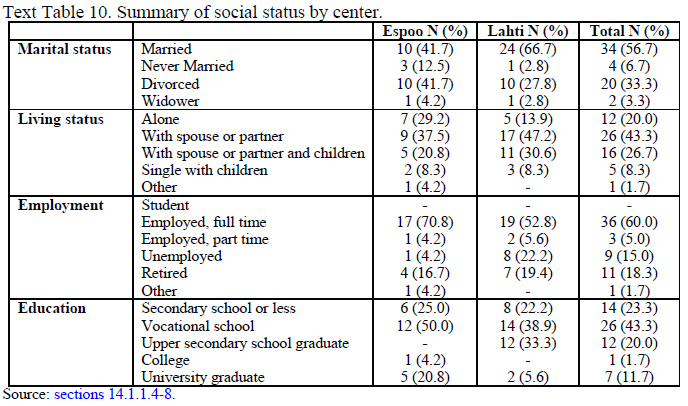 Text Table 10. Summary of social status by center.
Espoo N (%) Lahti N (%) Total N (%)
Marital status Married 10 (41.7) 24 (66.7) 34 (56.7)
Never Married 3 (12.5) 1 (2.8) 4 (6.7)
Divorced 10 (41.7) 10 (27.8) 20 (33.3)
Widower 1 (4.2) 1 (2.8) 2 (3.3)
Living status Alone 7 (29.2) 5 (13.9) 12 (20.0)
With spouse or partner 9 (37.5) 17 (47.2) 26 (43.3)
With spouse or partner and children 5 (20.8) 11 (30.6) 16 (26.7)
Single with children 2 (8.3) 3 (8.3) 5 (8.3)
Other 1 (4.2) - 1 (1.7)
Employment Student - - -
Employed, full time 17 (70.8) 19 (52.8) 36 (60.0)
Employed, part time 1 (4.2) 2 (5.6) 3 (5.0)
Unemployed 1 (4.2) 8 (22.2) 9 (15.0)
Retired 4 (16.7) 7 (19.4) 11 (18.3)
Other 1 (4.2) - 1 (1.7)
Education Secondary school or less 6 (25.0) 8 (22.2) 14 (23.3)
Vocational school 12 (50.0) 14 (38.9) 26 (43.3)
Upper secondary school graduate - 12 (33.3) 12 (20.0)
College 1 (4.2) - 1 (1.7)
University graduate 5 (20.8) 2 (5.6) 7 (11.7)
Source: sections 14.1.1.4-8.